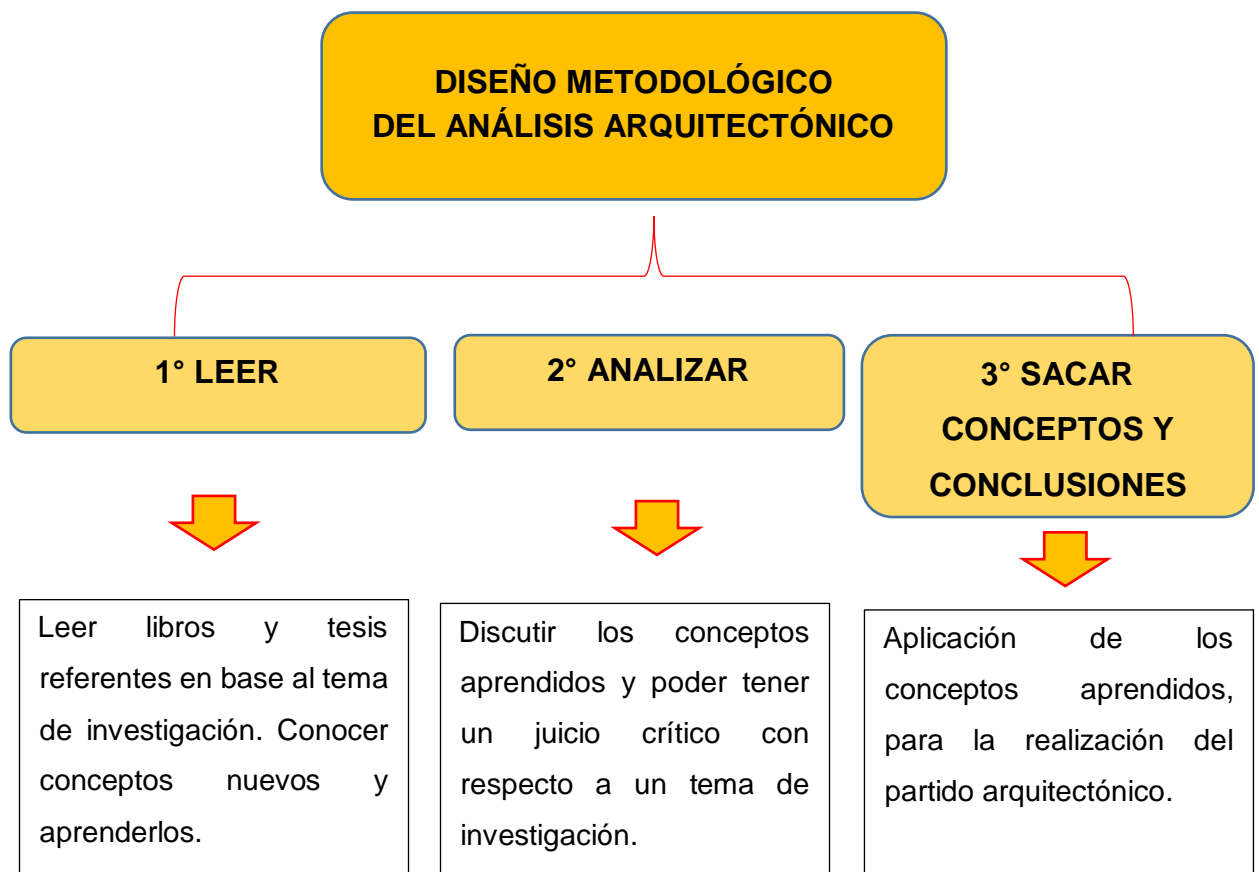 DISEÑO METODOLÓGICO
DEL ANÁLISIS ARQUITECTÓNICO
1° LEER
2° ANALIZAR
3° SACAR
CONCEPTOS Y
CONCLUSIONES
Leer libros y tesis
referentes en base al tema
de investigación. Conocer
conceptos nuevos y
aprenderlos.
Discutir los conceptos
aprendidos y poder tener
un juicio crítico con
respecto a un tema de
investigación.
Aplicación de los
conceptos aprendidos,
para la realización del
partido arquitectónico.